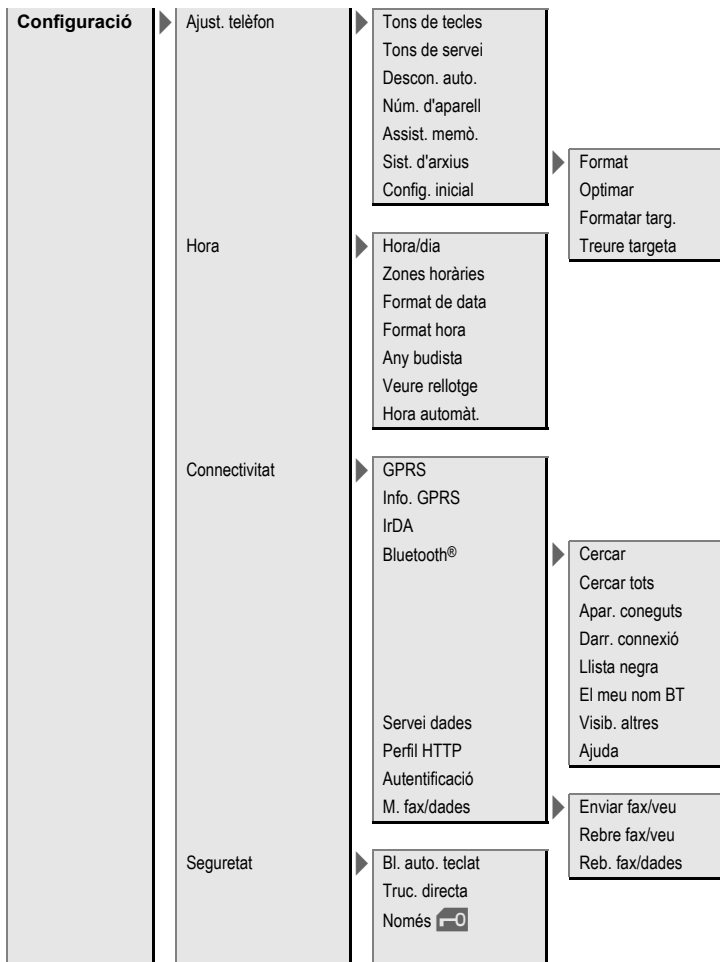 Configuració
Ajust. telèfon
Tons de tecles
Tons de servei
Descon. auto.
Núm. d'aparell
Assist. memò.
Sist. d'arxius
Config. inicial
Format
Optimar
Formatar targ.
Treure targeta
Hora
Hora/dia
Zones horàries
Format de data
Format hora
Any budista
Veure rellotge
Hora automàt.
Connectivitat
GPRS
Info. GPRS
IrDA
Bluetooth®
Cercar
Cercar tots
Apar. coneguts
Darr. connexió
Llista negra
El meu nom BT
Visib. altres
Ajuda
Servei dades
Perfil HTTP
Autentificació
M. fax/dades
Enviar fax/veu
Rebre fax/veu
Reb. fax/dades
Seguretat
Bl. auto. teclat
Truc. directa
Només